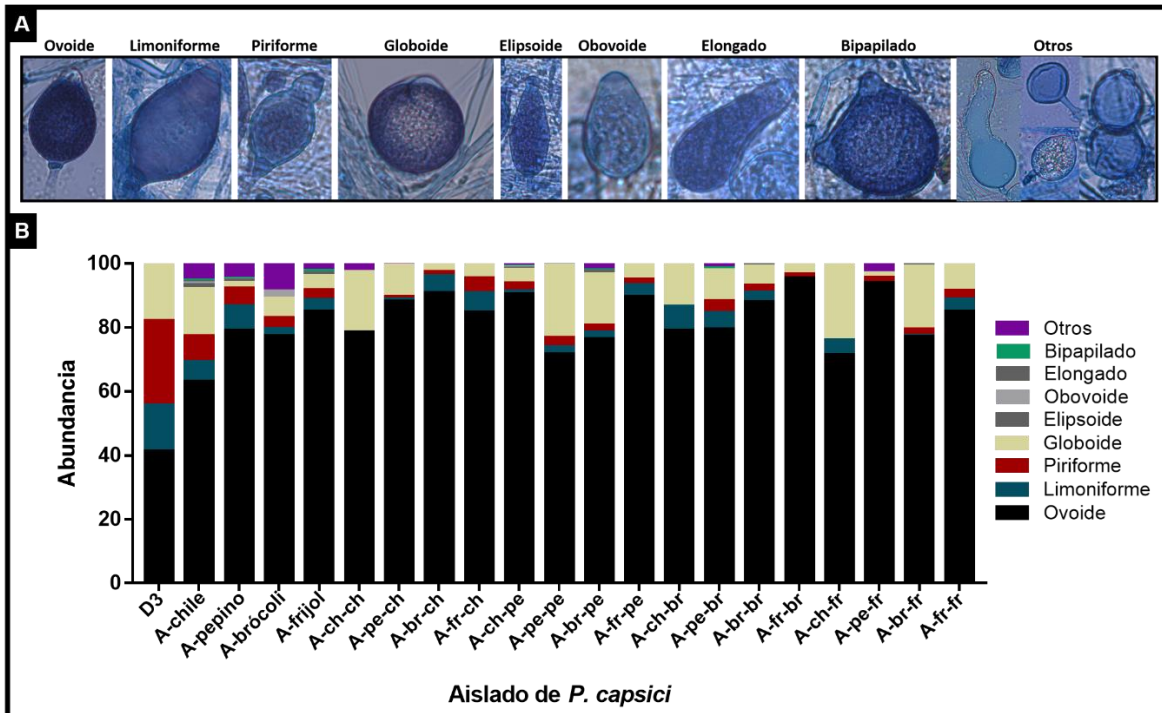 A
Ovoide Limoniforme Piriforme Globoide Elipsoide Obovoide Elongado Bipapilado Otros
B
Abundancia
100
80
60
40
20
0
Otros
Bipapilado
Elongado
Obovoide
Elipsoide
Globoide
Piriforme
Limoniforme
Ovoide
D3 A-chile A-pepino A-brócoli A-frijol A-ch-ch A-pe-ch A-br-ch A-fr-ch A-ch-pe A-pe-pe A-br-pe A-fr-pe A-ch-br A-pe-br A-br-br A-fr-br A-ch-fr A-pe-fr A-br-fr A-fr-fr
Aislado de P. capsici